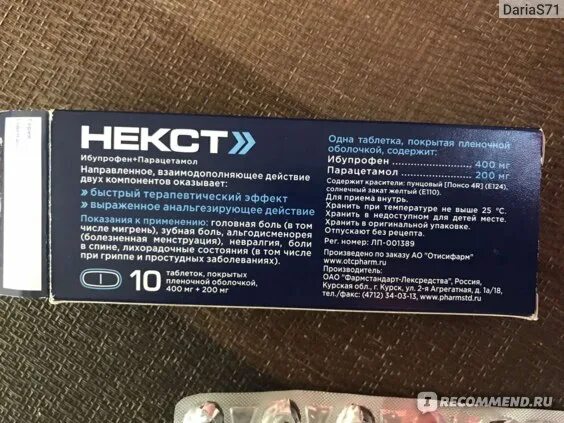 DariaS71
НЕКСТ
Ибупрофен+Парацетамол
Направленное, взаимодополняющее действие
двух компонентов оказывает:
» быстрый терапевтический эффект
» выраженное анальгезирующее действие
Показания к применению: головная боль (в том
числе мигрень), зубная боль, альгодисменорея
(болезненная менструация), невралгия, боли
в спине, лихорадочные состояния (в том числе
при гриппе и простудных заболеваниях).
10 таблеток, покрытых
пленочной оболочкой,
400 мг + 200 мг
Одна таблетка, покрытая пленочной
оболочкой, содержит:
Ибупрофен 400 мг
Парацетамол 200 мг
Содержит красители: пунцовый [Понсо 4R] (Е124),
солнечный закат желтый (Е110).
Для приема внутрь.
Хранить при температуре не выше 25 °С.
Хранить в недоступном для детей месте.
Хранить в оригинальной упаковке.
Отпускают без рецепта.
Рег. номер: ЛП-001389
Произведено по заказу АО "Отисифарм"
www.otcpharm.ru
Производитель:
ОАО "Фармстандарт-Лексредства", Россия,
Курская обл., г. Курск, ул. 2-я Агрегатная, д. 1а/18,
тел./факс: (4712) 34-03-13, www.pharmstd.ru
IRECOMMEND.RU